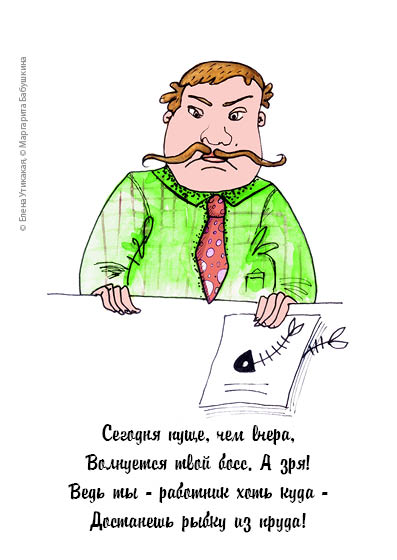 © Елена Утикакая, © Маргарита Бабушкина
Сегодня пуще, чем вчера,
Волнуется твой босс. А зря!
Ведь ты - работник хоть куда -
Достанешь рыбку из пруда!